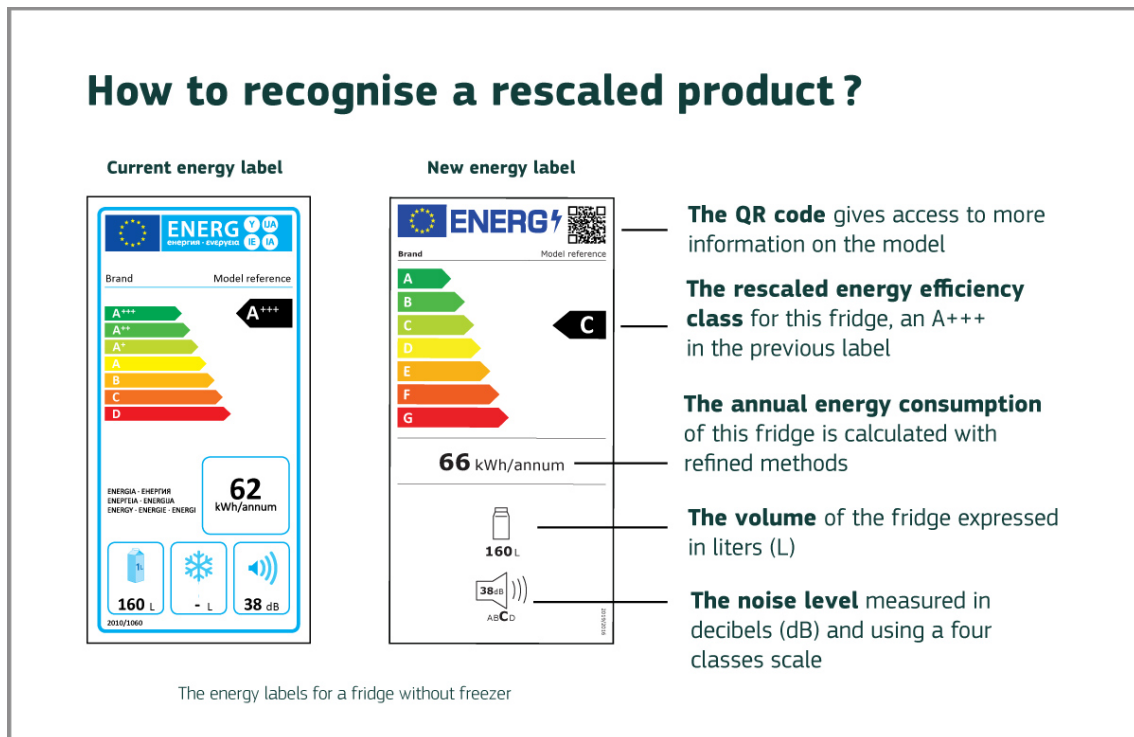 How to recognise a rescaled product ?
Current energy label
ENERG
енергия · ενεργεια
Y
UA
IE
IA
Brand
Model reference
A+++
A++
A+
A
B
C
D
A+++
ENERGIA · ЕНЕРГИЯ
ΕΝΕΡΓΕΙΑ · ENERGIJA
ENERGY · ENERGIE · ENERGI
62
kWh/annum
1L
160 L
- L
38 dB
2010/1060
New energy label
ENERG
Brand
Model reference
A
B
C
D
E
F
G
C
66 kWh/annum
160 L
38dB
ABCD
The QR code gives access to more
information on the model
The rescaled energy efficiency
class for this fridge, an A+++
in the previous label
The annual energy consumption
of this fridge is calculated with
refined methods
The volume of the fridge expressed
in liters (L)
The noise level measured in
decibels (dB) and using a four
classes scale
The energy labels for a fridge without freezer